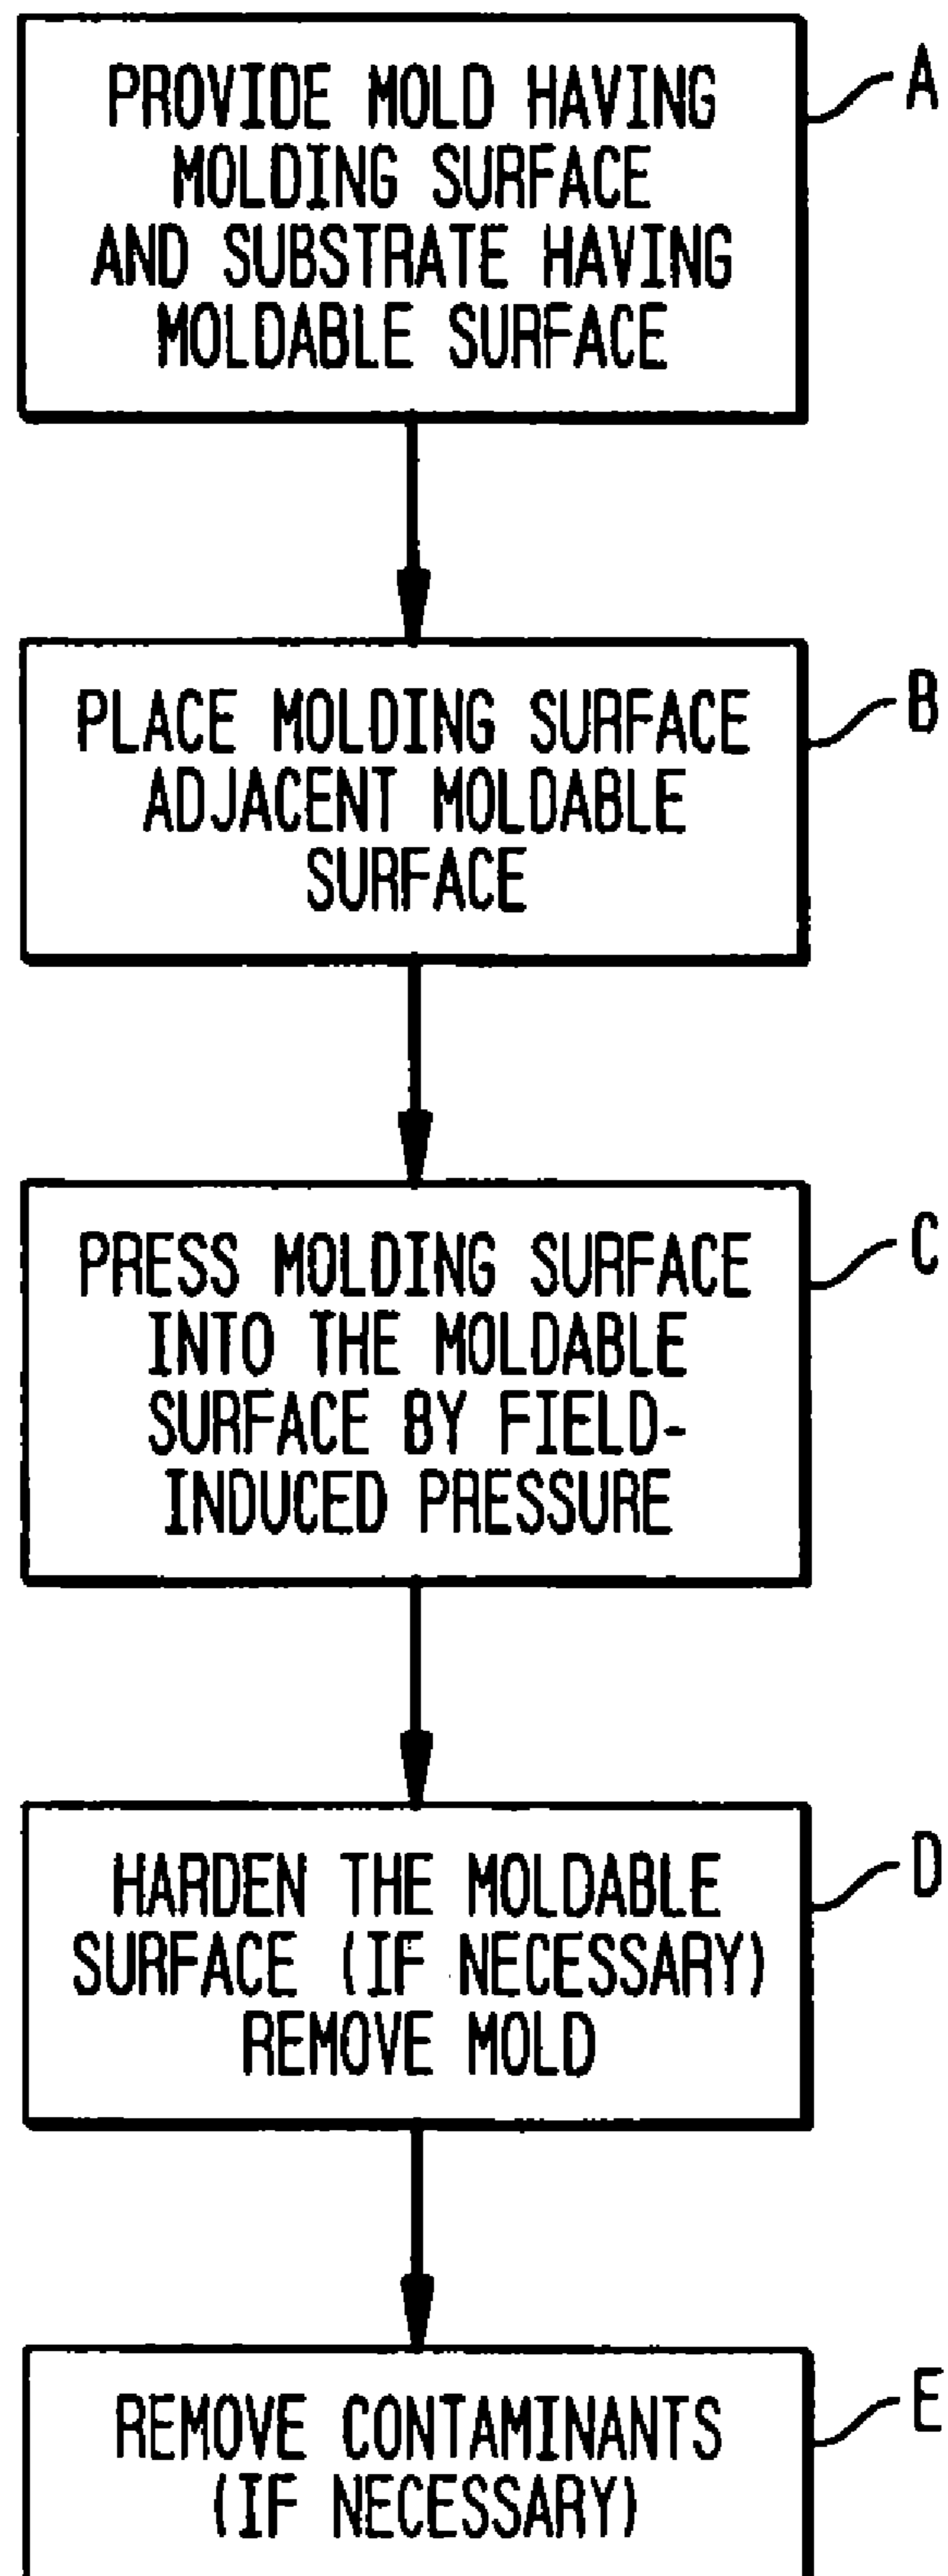 PROVIDE MOLD HAVING
MOLDING SURFACE
AND SUBSTRATE HAVING
MOLDABLE SURFACE
A
PLACE MOLDING SURFACE
ADJACENT MOLDABLE
SURFACE
B
PRESS MOLDING SURFACE
INTO THE MOLDABLE
SURFACE BY FIELD-
INDUCED PRESSURE
C
HARDEN THE MOLDABLE
SURFACE (IF NECESSARY)
REMOVE MOLD
D
REMOVE CONTAMINANTS
(IF NECESSARY)
E